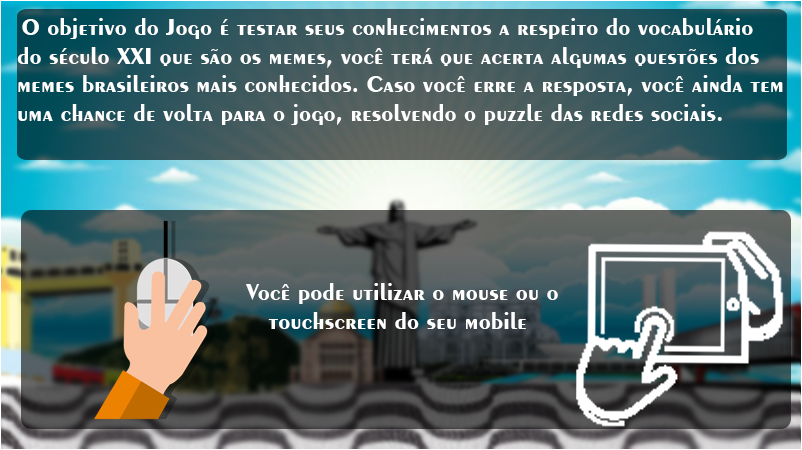 O objetivo do Jogo é testar seus conhecimentos a respeito do vocabulário
do século XXI que são os memes, você terá que acerta algumas questões dos
memes brasileiros mais conhecidos. Caso você erre a resposta, você ainda tem
uma chance de volta para o jogo, resolvendo o puzzle das redes sociais.
Você pode utilizar o mouse ou o
touchscreen do seu mobile